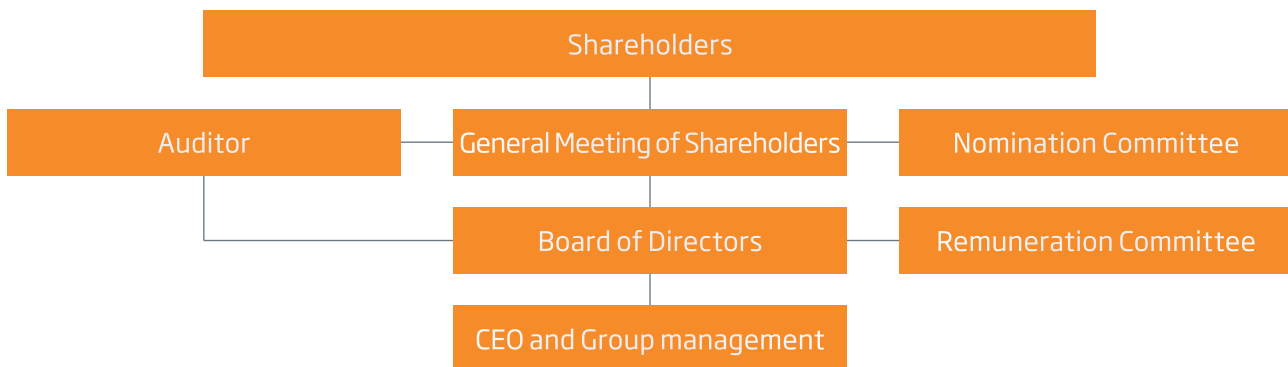 Shareholders
Auditor
General Meeting of Shareholders
Nomination Committee
Board of Directors
Remuneration Committee
CEO and Group management